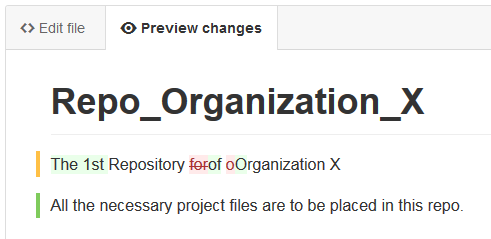 Edit file
Preview changes
Repo_Organization_X
The 1st Repository forof oOrganization X
All the necessary project files are to be placed in this repo.